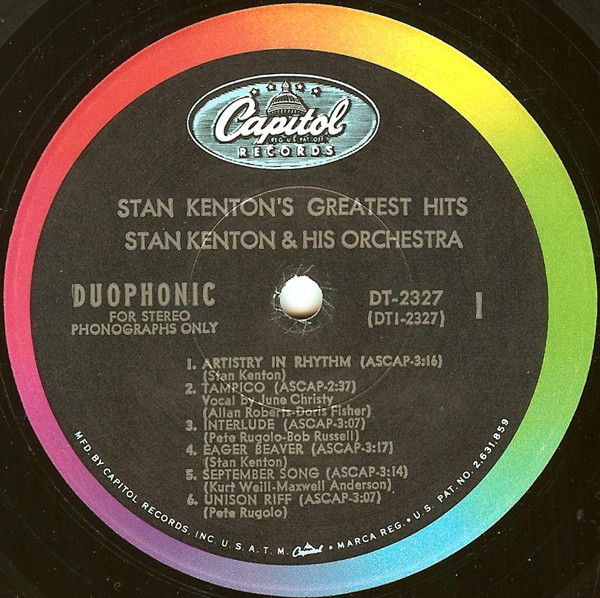 Capitol
REG. U.S. PAT. OFF.
RECORDS
STAN KENTON'S GREATEST HITS
STAN KENTON & HIS ORCHESTRA
DUOPHONIC
FOR STEREO
PHONOGRAPHS ONLY
DT-2327
(DT1-2327)
1
1. ARTISTRY IN RHYTHM (ASCAP-3:16)
(Stan Kenton)
2. TAMPICO (ASCAP-2:37)
Vocal by June Christy
(Allan Roberts-Doris Fisher)
3. INTERLUDE (ASCAP-3:07)
(Pete Rugolo-Bob Russell)
4. EAGER BEAVER (ASCAP-3:17)
(Stan Kenton)
5. SEPTEMBER SONG (ASCAP-3:14)
(Kurt Weill-Maxwell Anderson)
6. UNISON RIFF (ASCAP-3:07)
(Pete Rugolo)
MFD. BY CAPITOL RECORDS, INC. U.S.A. T.M. Capitol • MARCA REG. • U.S. PAT. NO. 2,631,859